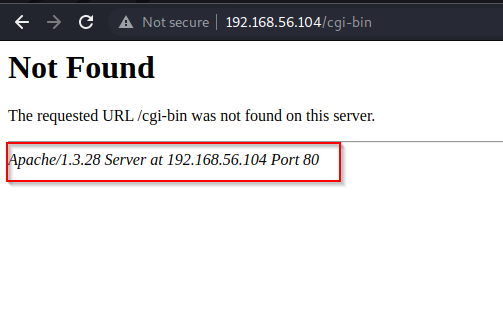 Not secure | 192.168.56.104/cgi-bin
Not Found
The requested URL /cgi-bin was not found on this server.
Apache/1.3.28 Server at 192.168.56.104 Port 80